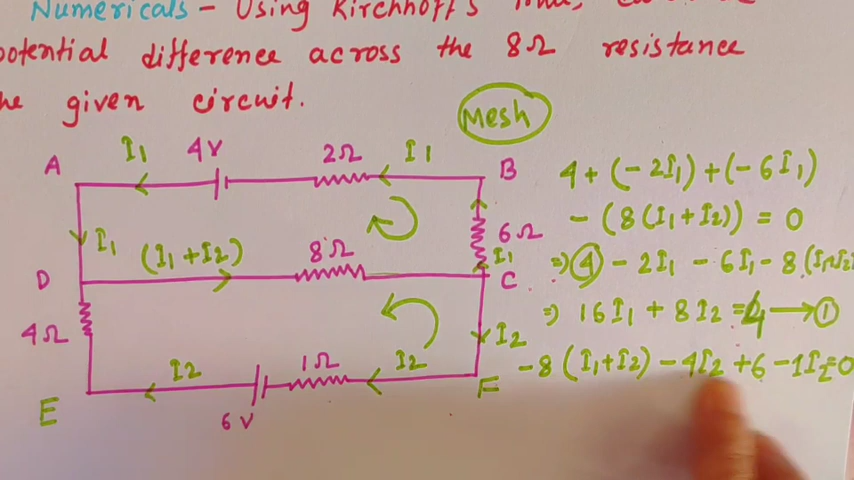 Numericals - Using Kirchhoff's
potential difference across the 8Ω resistance
the given circuit.
Mesh
A I1 4V 2Ω I1 B
I1 (I1+I2) 8Ω 6Ω I1
D C
4Ω 1Ω I2 I2
I2
E 6V F
4 + (-2I1) + (-6I1)
- (8(I1+I2)) = 0
⇒ 4 - 2I1 - 6I1 - 8(I1+I2
⇒ 16I1 + 8I2 = 4 → 1
-8(I1+I2) - 4I2 + 6 - 1I2=0